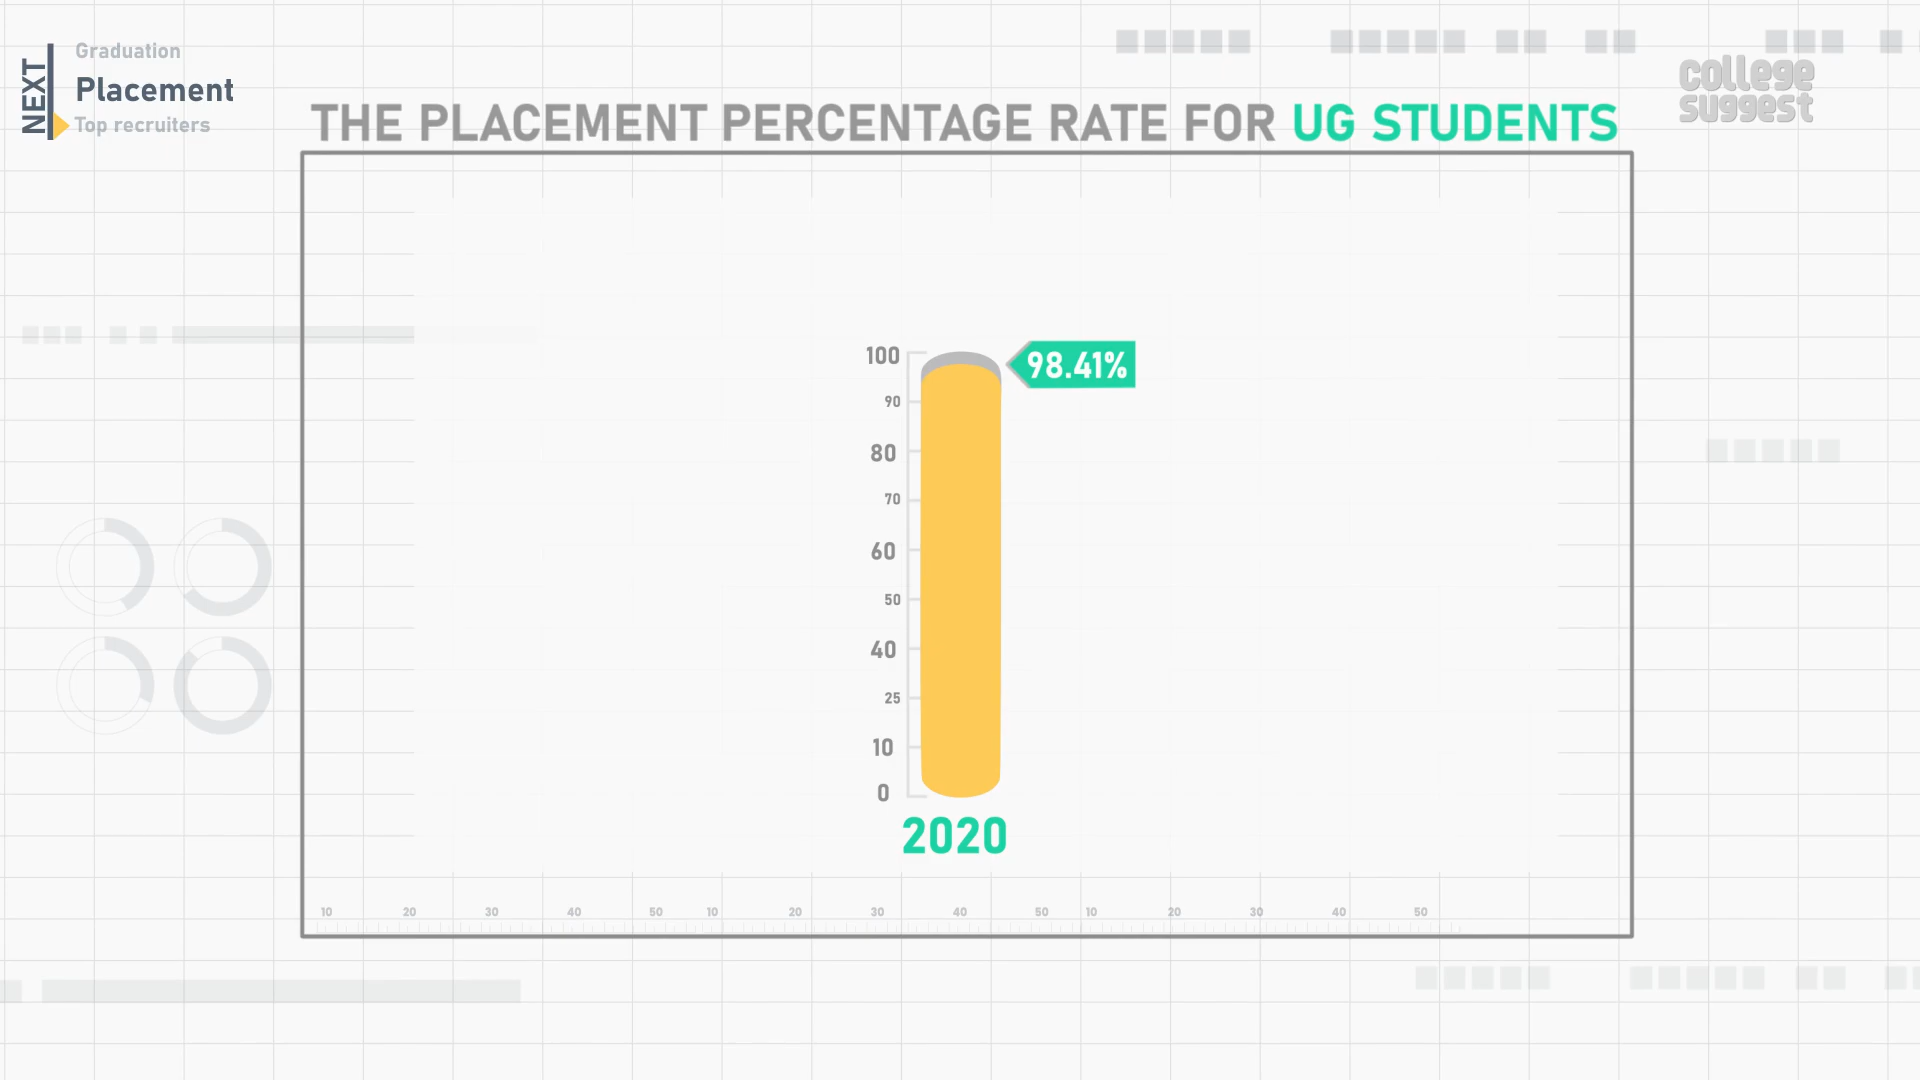 Graduation
NEXT
Placement
Top recruiters
college
suggest
THE PLACEMENT PERCENTAGE RATE FOR UG STUDENTS
100
98.41%
90
80
70
60
50
40
25
10
0
2020
10 20 30 40 50 10 20 30 40 50 10 20 30 40 50